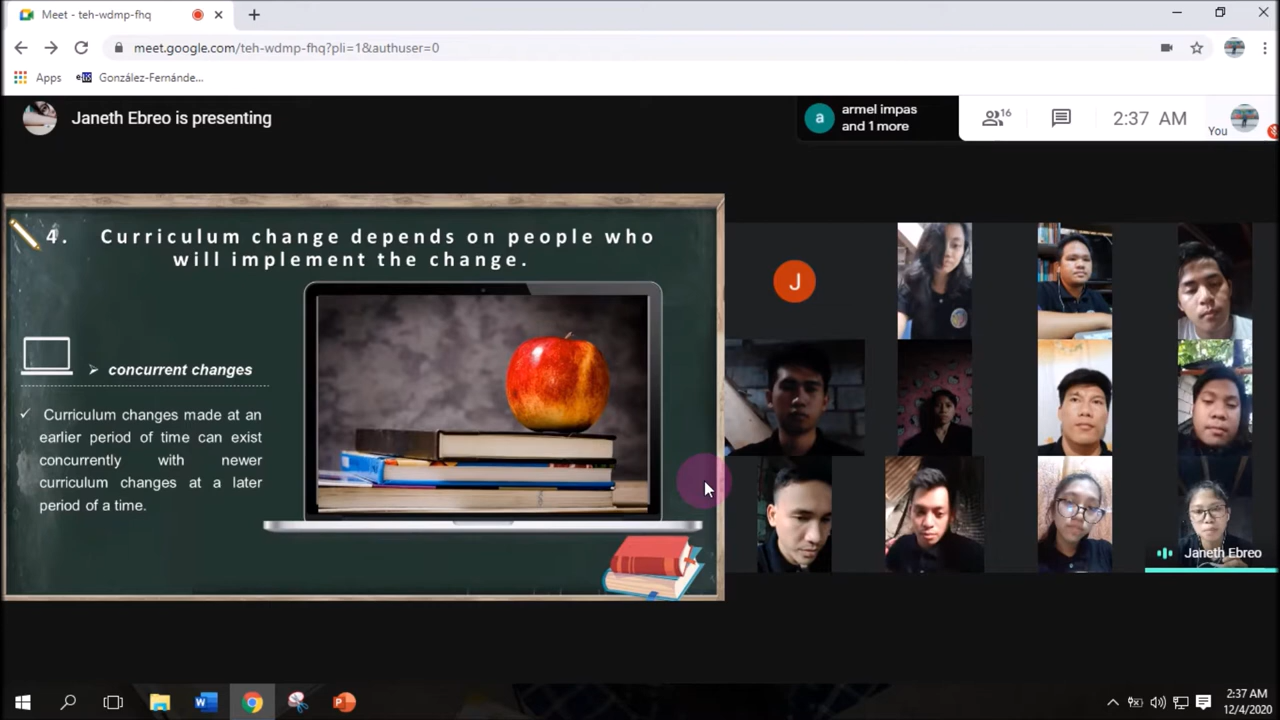 Meet - teh-wdmp-fhq
meet.google.com/teh-wdmp-fhq?pli=1&authuser=0
Apps
González-Fernánde...
Janeth Ebreo is presenting
a
armel impas
and 1 more
16
2:37 AM
You
4. Curriculum change depends on people who
will implement the change.
➢ concurrent changes
✓ Curriculum changes made at an
earlier period of time can exist
concurrently with newer
curriculum changes at a later
period of a time.
J
Janeth Ebreo
2:37 AM
12/4/2020